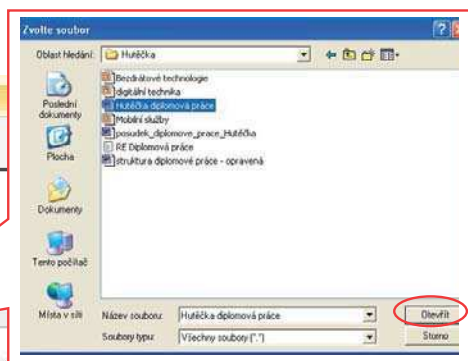 Zvolte soubor
Oblast hledání: Hutěčka
Poslední dokumenty
Plocha
Dokumenty
Tento počítač
Místa v síti
Bezdrátové technologie
digitální technika
Hutěčka diplomová práce
Mobilní služby
posudek_diplomove_prace_Hutěčka
RE Diplomová práce
struktura diplomové práce - opravená
Název souboru: Hutěčka diplomová práce Otevřít
Soubory typu: Všechny soubory (*.*) Storno